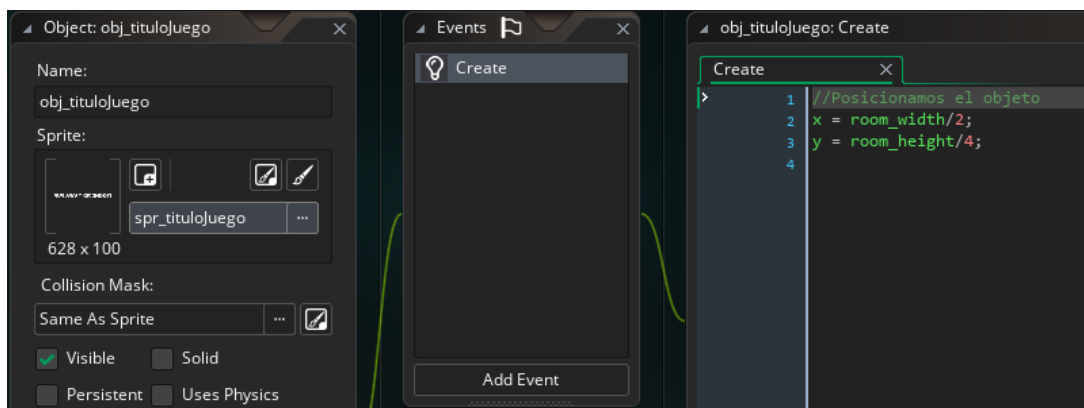 Object: obj_tituloJuego
Name:
obj_tituloJuego
Sprite:
spr_tituloJuego
628 x 100
Collision Mask:
Same As Sprite
Visible
Solid
Persistent
Uses Physics
Events
Create
Add Event
obj_tituloJuego: Create
Create
1 //Posicionamos el objeto
2 x = room_width/2;
3 y = room_height/4;
4